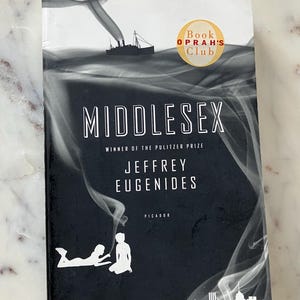 Book
OPRAH'S
Club
MIDDLESEX
WINNER OF THE PULITZER PRIZE
JEFFREY
EUGENIDES
PICADOR